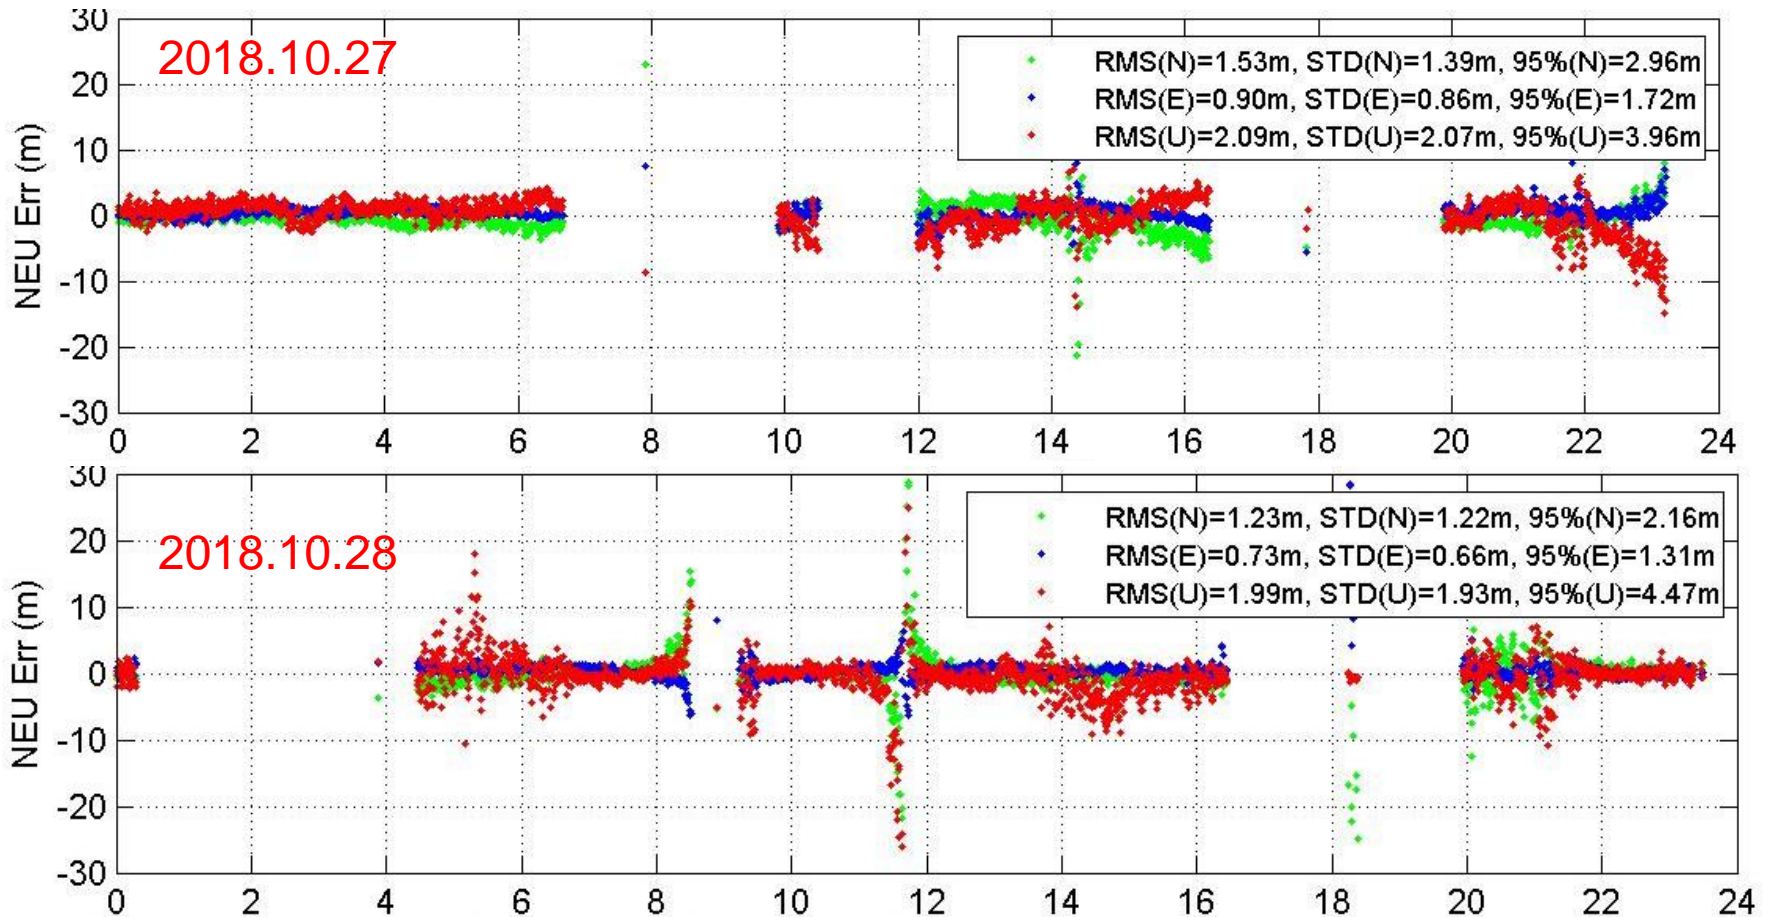 30
2018.10.27
RMS(N)=1.53m, STD(N)=1.39m, 95%(N)=2.96m
RMS(E)=0.90m, STD(E)=0.86m, 95%(E)=1.72m
RMS(U)=2.09m, STD(U)=2.07m, 95%(U)=3.96m
20
10
0
-10
-20
-30
NEU Err (m)
0 2 4 6 8 10 12 14 16 18 20 22 24
30
2018.10.28
RMS(N)=1.23m, STD(N)=1.22m, 95%(N)=2.16m
RMS(E)=0.73m, STD(E)=0.66m, 95%(E)=1.31m
RMS(U)=1.99m, STD(U)=1.93m, 95%(U)=4.47m
20
10
0
-10
-20
-30
NEU Err (m)
0 2 4 6 8 10 12 14 16 18 20 22 24